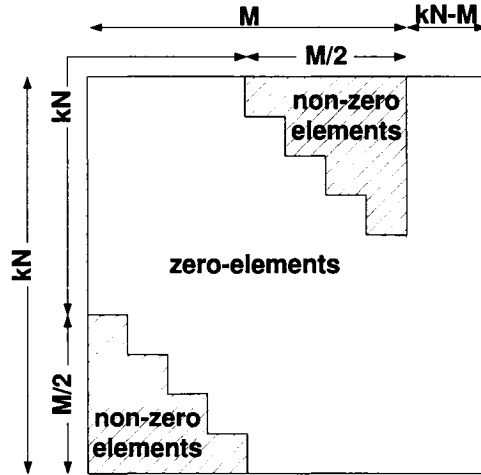 M
kN-M
M/2
non-zero
elements
kN
kN
zero-elements
M/2
non-zero
elements